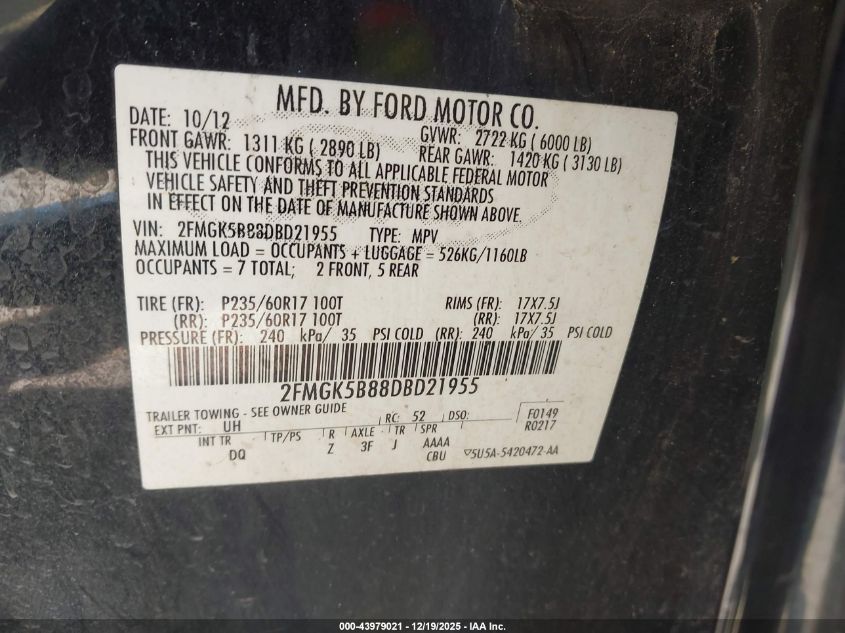 MFD. BY FORD MOTOR CO.
DATE: 10/12 GVWR: 2722 KG ( 6000 LB)
FRONT GAWR: 1311 KG ( 2890 LB) REAR GAWR: 1420 KG ( 3130 LB)
THIS VEHICLE CONFORMS TO ALL APPLICABLE FEDERAL MOTOR
VEHICLE SAFETY AND THEFT PREVENTION STANDARDS
IN EFFECT ON THE DATE OF MANUFACTURE SHOWN ABOVE.
VIN: 2FMGK5B88DBD21955 TYPE: MPV
MAXIMUM LOAD = OCCUPANTS + LUGGAGE = 526KG/1160LB
OCCUPANTS = 7 TOTAL; 2 FRONT, 5 REAR
TIRE (FR): P235/60R17 100T RIMS (FR): 17X7.5J
(RR): P235/60R17 100T (RR): 17X7.5J
PRESSURE (FR): 240 kPa/ 35 PSI COLD (RR): 240 kPa/ 35 PSI COLD
2FMGK5B88DBD21955
TRAILER TOWING - SEE OWNER GUIDE
EXT PNT: UH RC: 52 DSO: F0149
R0217
INT TR TP/PS R AXLE TR SPR
DQ Z 3F J AAAA
CBU 5U5A-5420472-AA
000-43979021 - 12/19/2025 - IAA Inc.